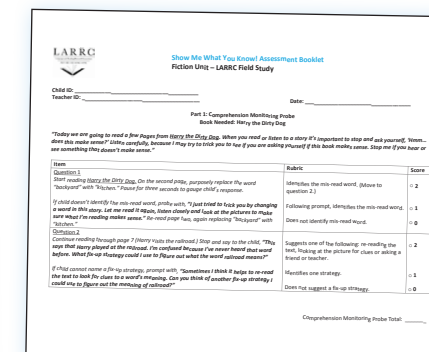 LARRC
Show Me What You Know! Assessment Booklet
Fiction Unit – LARRC Field Study
Child ID:
Teacher ID:
Date:
Part 1: Comprehension Monitoring Probe
Book Needed: Harry the Dirty Dog
"Today we are going to read a few pages from Harry the Dirty Dog. When you read or listen to a story it's important to stop and ask yourself, 'Hmm...
does this make sense?' Listen carefully, because I may try to trick you to see if you are asking yourself if this book makes sense. Stop me if you hear or
see something that doesn't make sense."
Item Rubric Score
Question 1
Start reading Harry the Dirty Dog. On the second page, purposely replace the word
"backyard" with "kitchen." Pause for three seconds to gauge child's response.
Identifies the mis-read word. (Move to
question 2.)
2
If child doesn't identify the mis-read word, probe with, "I just tried to trick you by changing
a word in this story. Let me read it again, listen closely and look at the pictures to make
sure what I'm reading makes sense." Re-read page two, again replacing "backyard" with
"kitchen."
Following prompt, identifies mis-read word.
1
Does not identify mis-read word.
0
Question 2
Continue reading through page 7 (Harry visits the railroad.) Stop and say to the child, "This
says that Harry played at the railroad. I'm confused because I've never heard that word
before. What fix-up strategy could I use to figure out what the word railroad means?"
Suggests one of the following: re-reading the
text, looking at the picture for clues or asking a
friend or teacher.
2
If child cannot name a fix-up strategy, prompt with, "Sometimes I think it helps to re-read
the text to look for clues to a word's meaning. Can you think of another fix-up strategy I
could use to figure out the meaning of railroad?"
Identifies one strategy.
1
Does not suggest a fix-up strategy.
0
Comprehension Monitoring Probe Total: